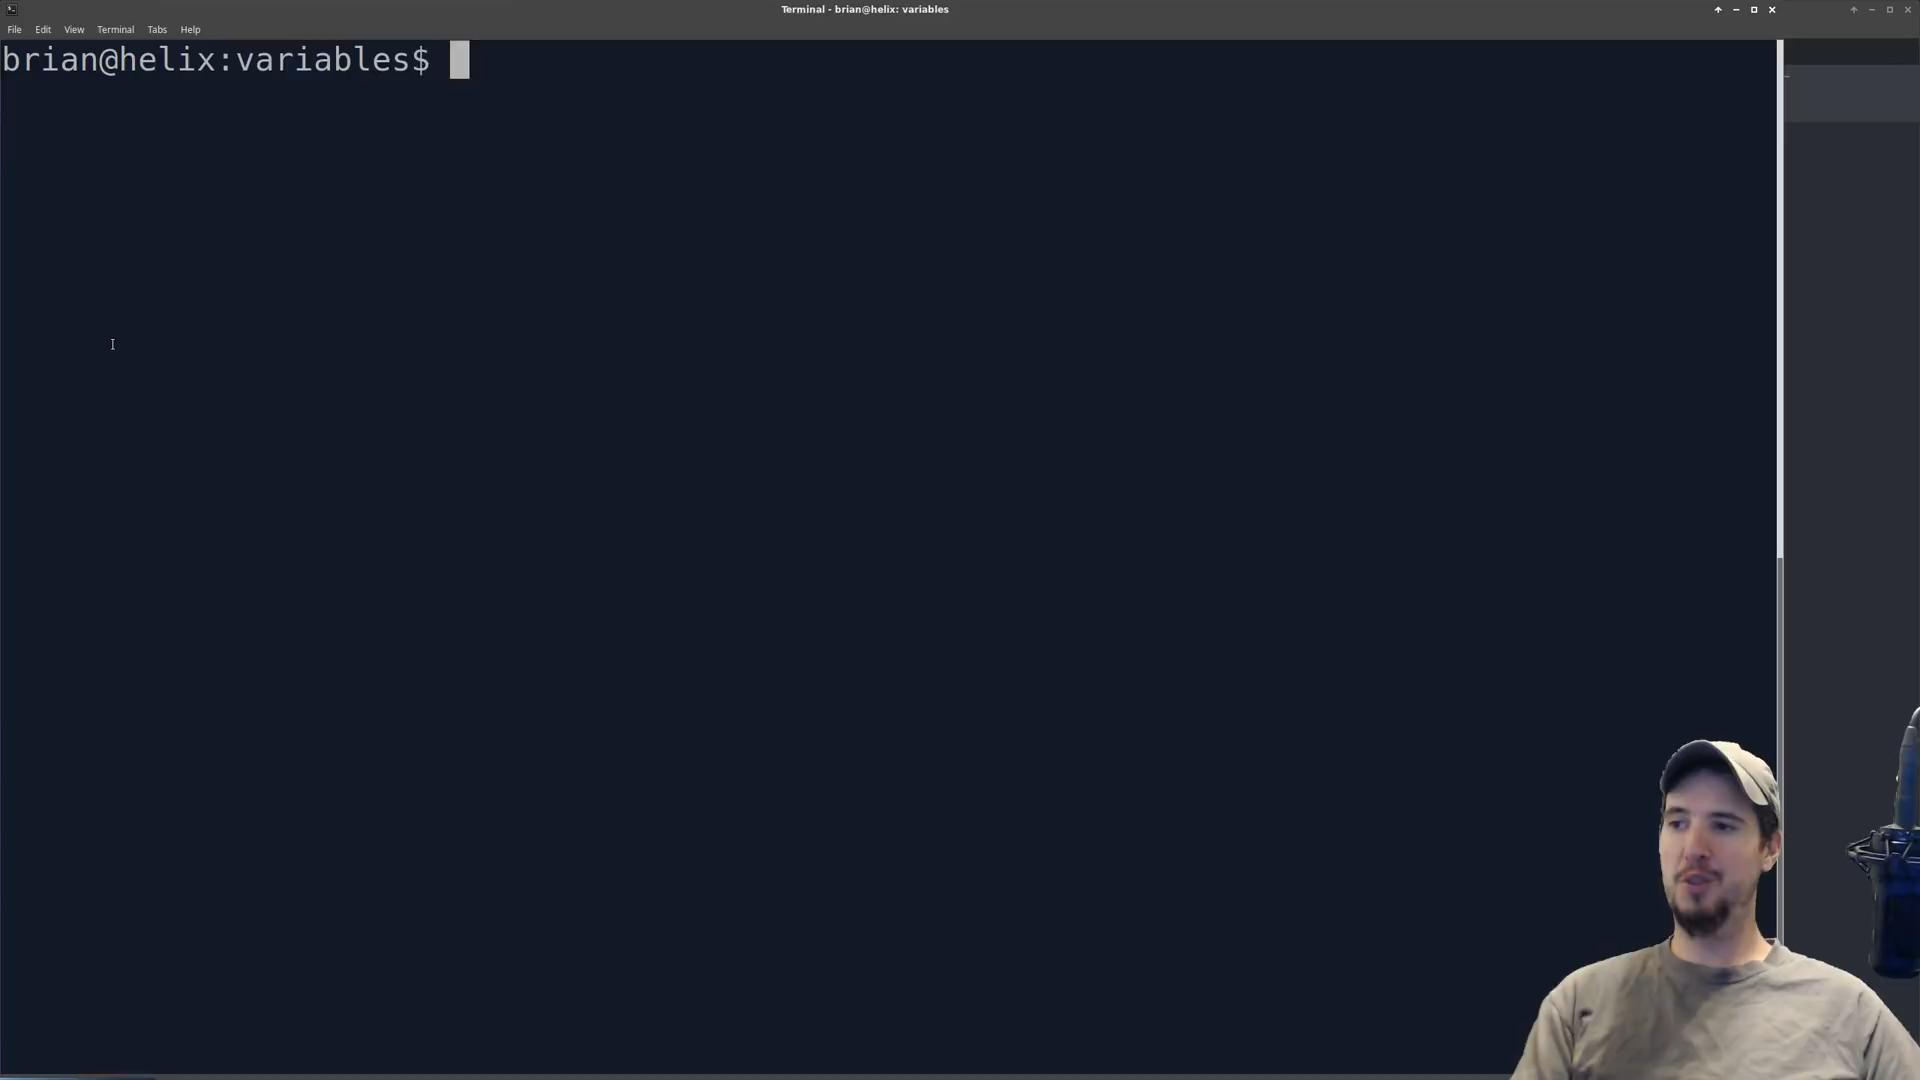 Terminal - brian@helix: variables
File Edit View Terminal Tabs Help
brian@helix:variables$